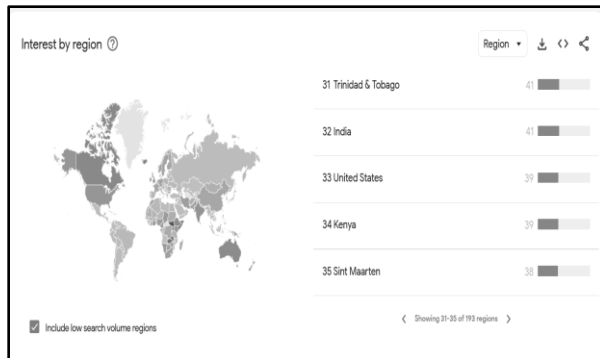 Interest by region
Region
31 Trinidad & Tobago 41
32 India 41
33 United States 39
34 Kenya 39
35 Sint Maarten 38
Include low search volume regions
Showing 31-35 of 193 regions